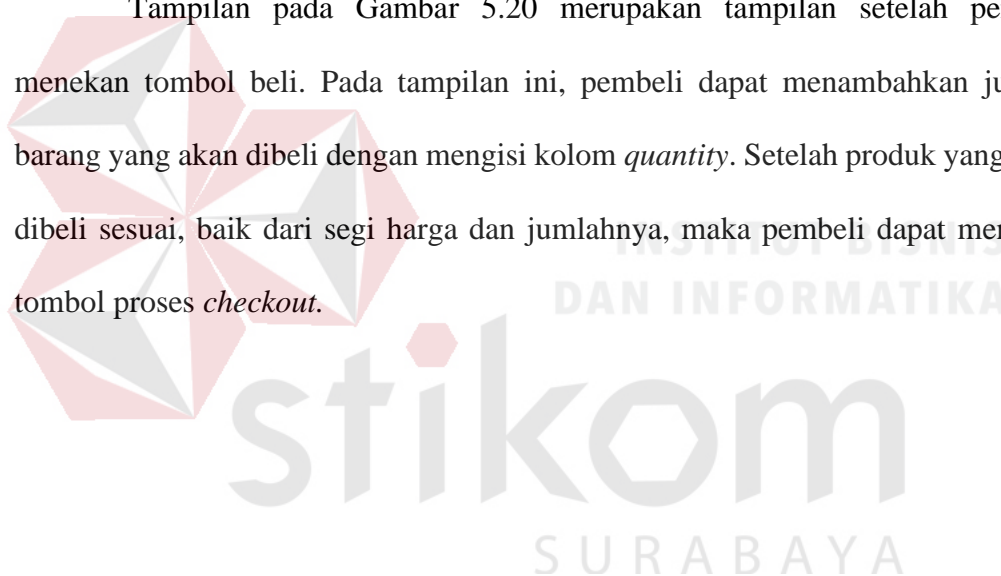 Tampilan pada Gambar 5.20 merupakan tampilan setelah pe
menekan tombol beli. Pada tampilan ini, pembeli dapat menambahkan ju
barang yang akan dibeli dengan mengisi kolom quantity. Setelah produk yang
dibeli sesuai, baik dari segi harga dan jumlahnya, maka pembeli dapat men
tombol proses checkout.
INSTITUT BISNIS
DAN INFORMATIKA
stikom
SURABAYA